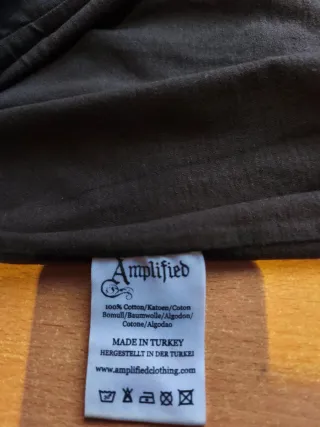 Amplified
100% Cotton/Katoen/Coton
Bomull/Baumwolle/Algodon/
Cotone/Algodao
MADE IN TURKEY
HERGESTELLT IN DER TURKEI
www.amplifiedclothing.com